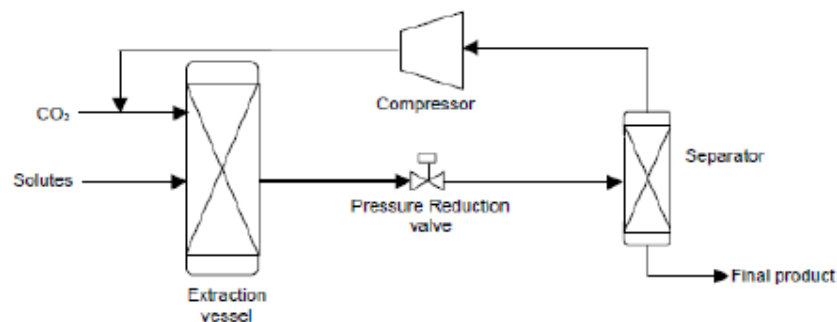 Compressor
CO₂
Separator
Solutes
Pressure Reduction
valve
Final product
Extraction
vessel